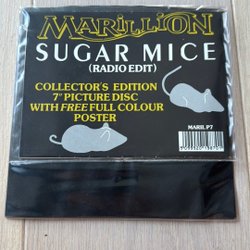 MARILLION
SUGAR MICE
(RADIO EDIT)
COLLECTOR'S EDITION
7" PICTURE DISC
WITH FREE FULL COLOUR
POSTER
MARIL P7